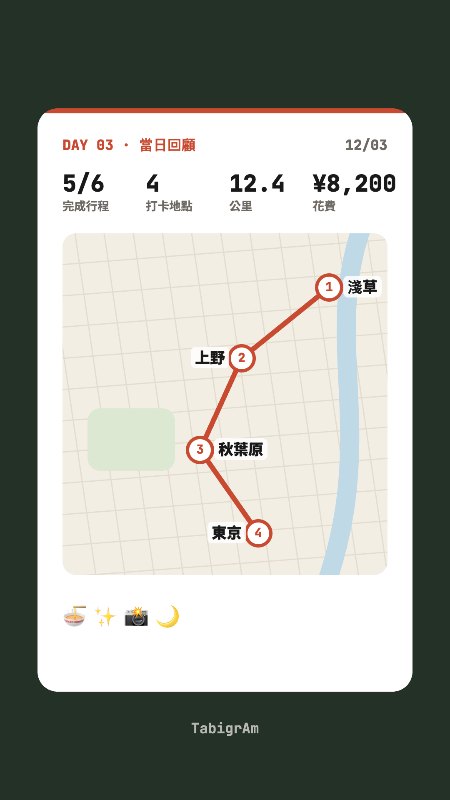 DAY 03 · 當日回顧 12/03
5/6 4 12.4 ¥8,200
完成行程 打卡地點 公里 花費
1 淺草
上野 2
3 秋葉原
東京 4
TabigrAm